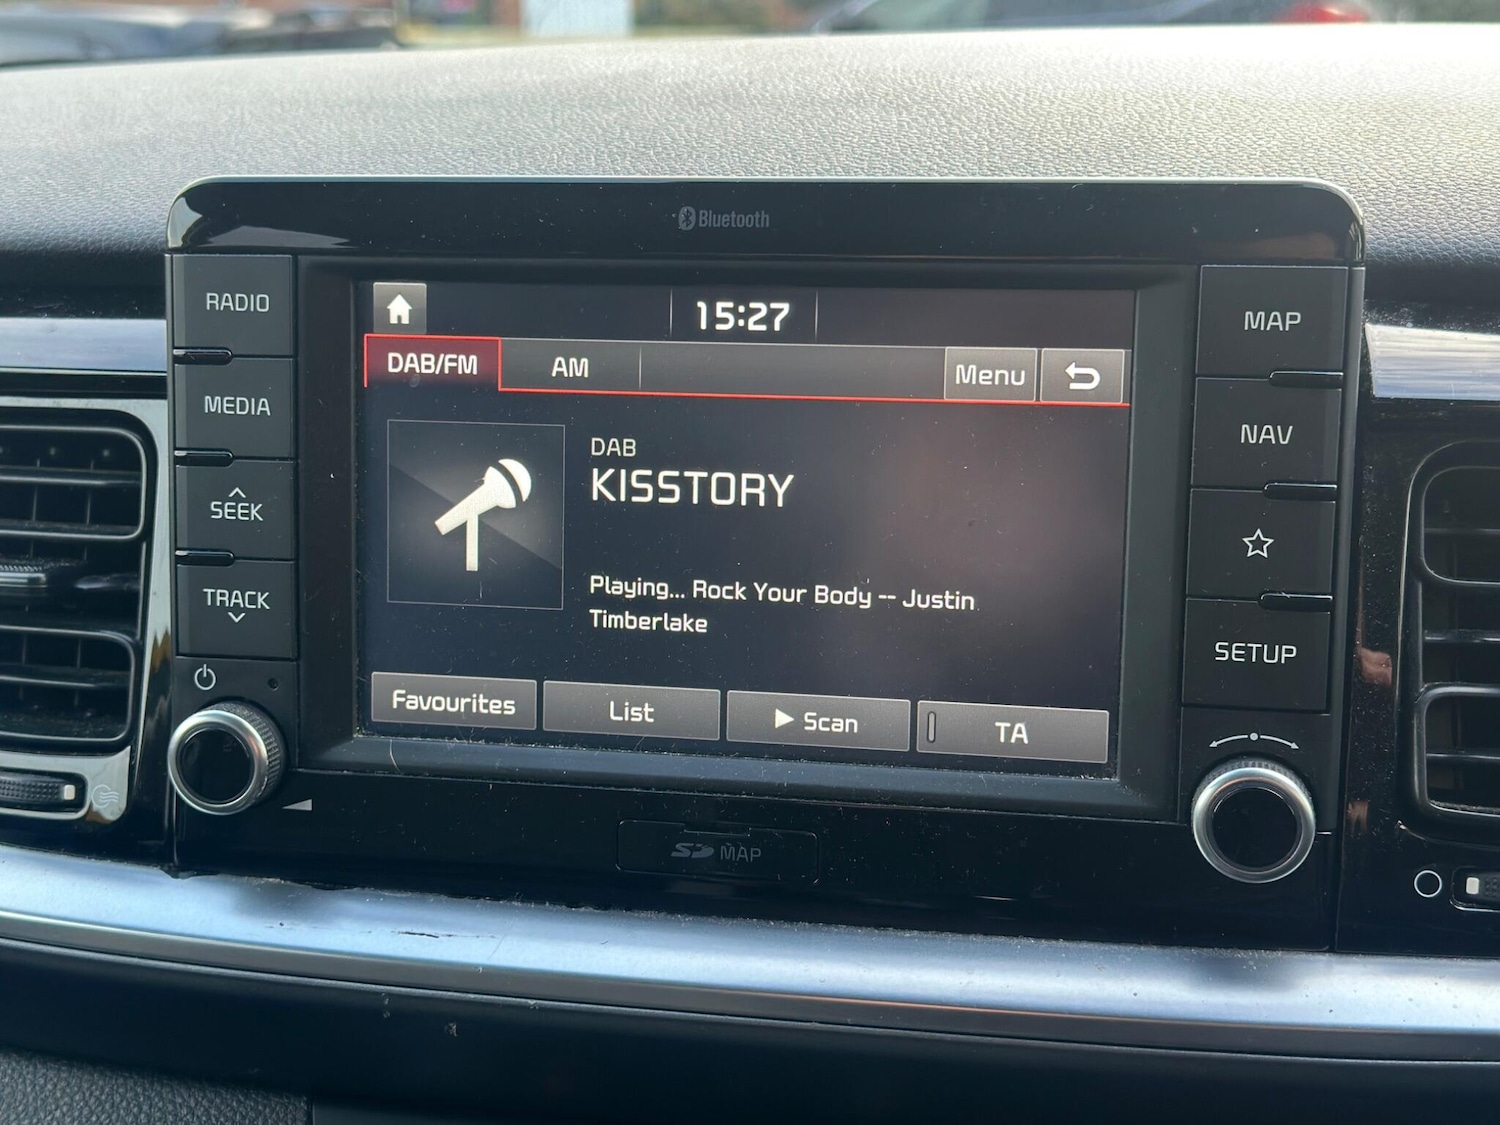 Bluetooth
RADIO
MEDIA
SEEK
TRACK
15:27
DAB/FM
AM
Menu
DAB
KISSTORY
Playing... Rock Your Body -- Justin
Timberlake
Favourites
List
Scan
TA
MAP
NAV
SETUP
SD MAP